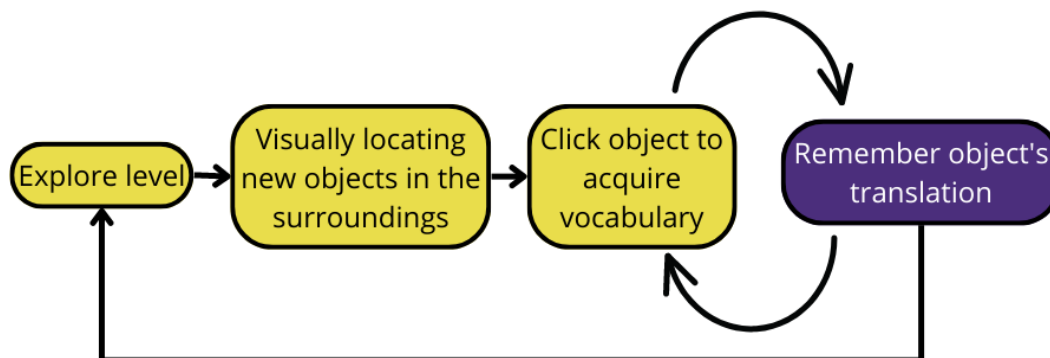 Explore level
Visually locating
new objects in the
surroundings
Click object to
acquire
vocabulary
Remember object's
translation